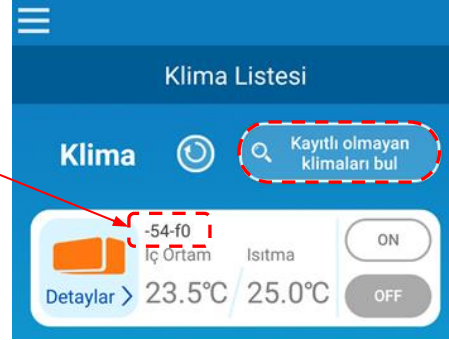 Klima Listesi
Klima
Kayıtlı olmayan
klimaları bul
-54-f0
İç Ortam
Isıtma
ON
Detaylar >
23.5°C
25.0°C
OFF